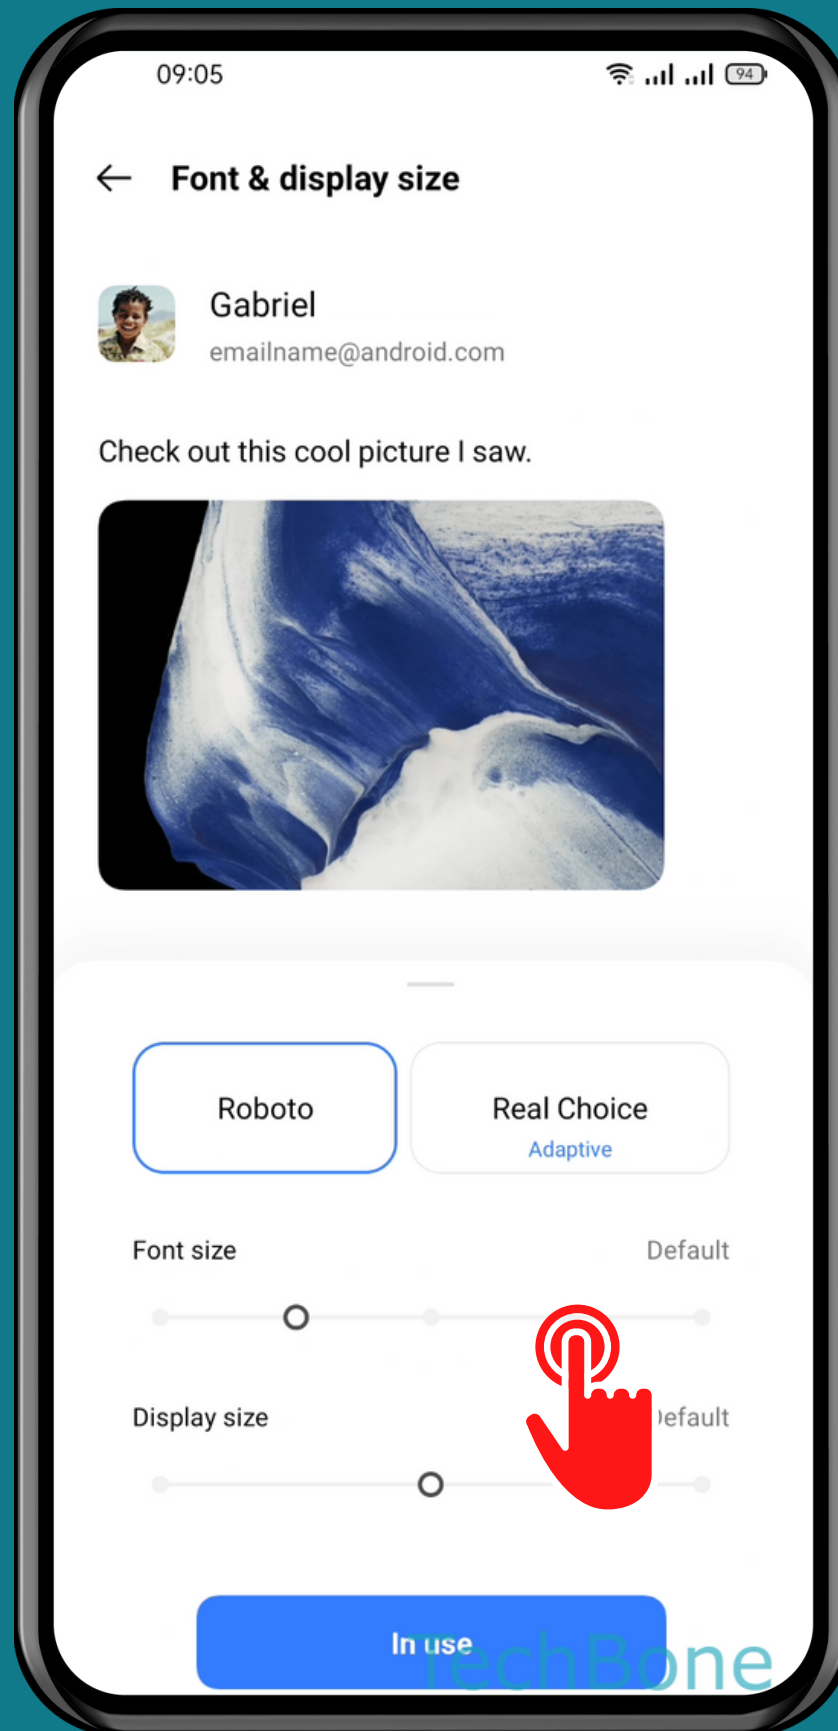 09:05
94
Font & display size
Gabriel
emailname@android.com
Check out this cool picture I saw.
Roboto
Real Choice
Adaptive
Font size
Default
Display size
Default
In use
TechBone